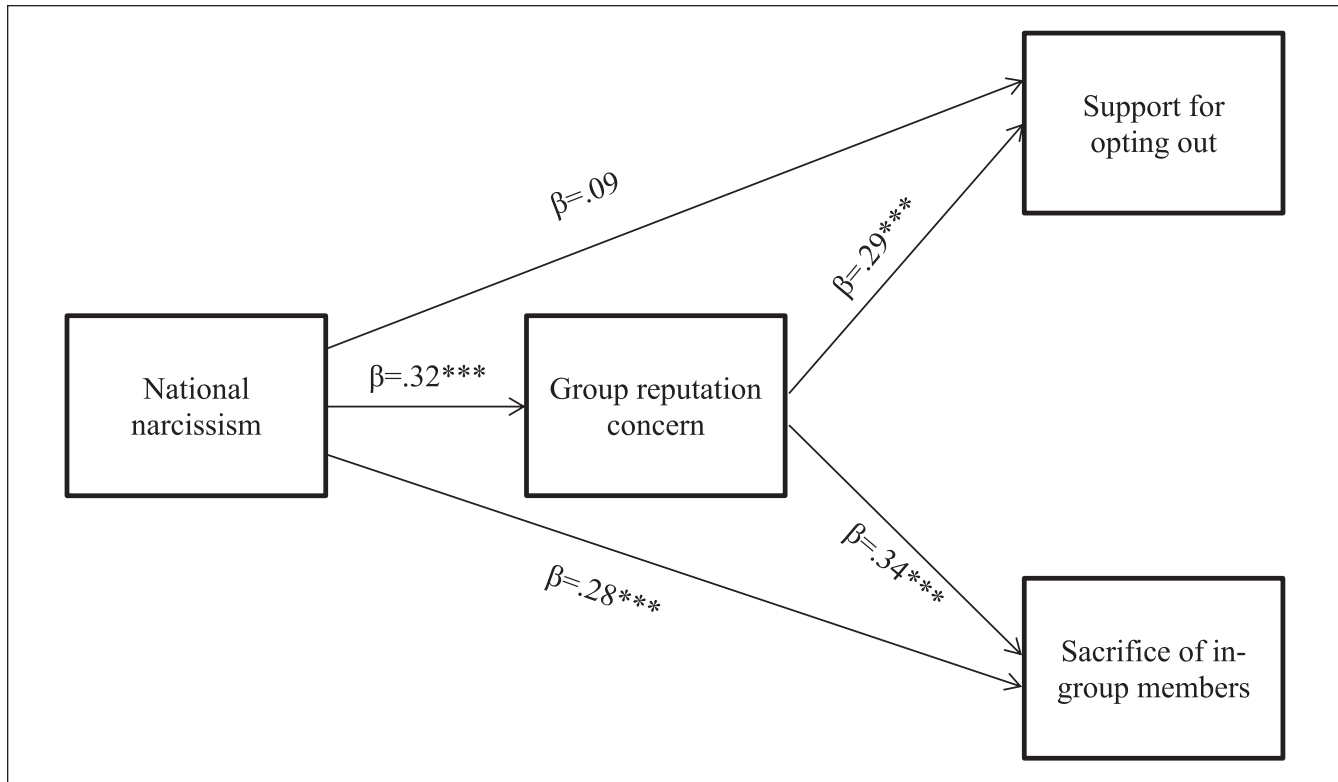 Support for
opting out
β=.09
β=.29***
National
narcissism
β=.32***
Group reputation
concern
β=.28***
β=.34***
Sacrifice of in-
group members